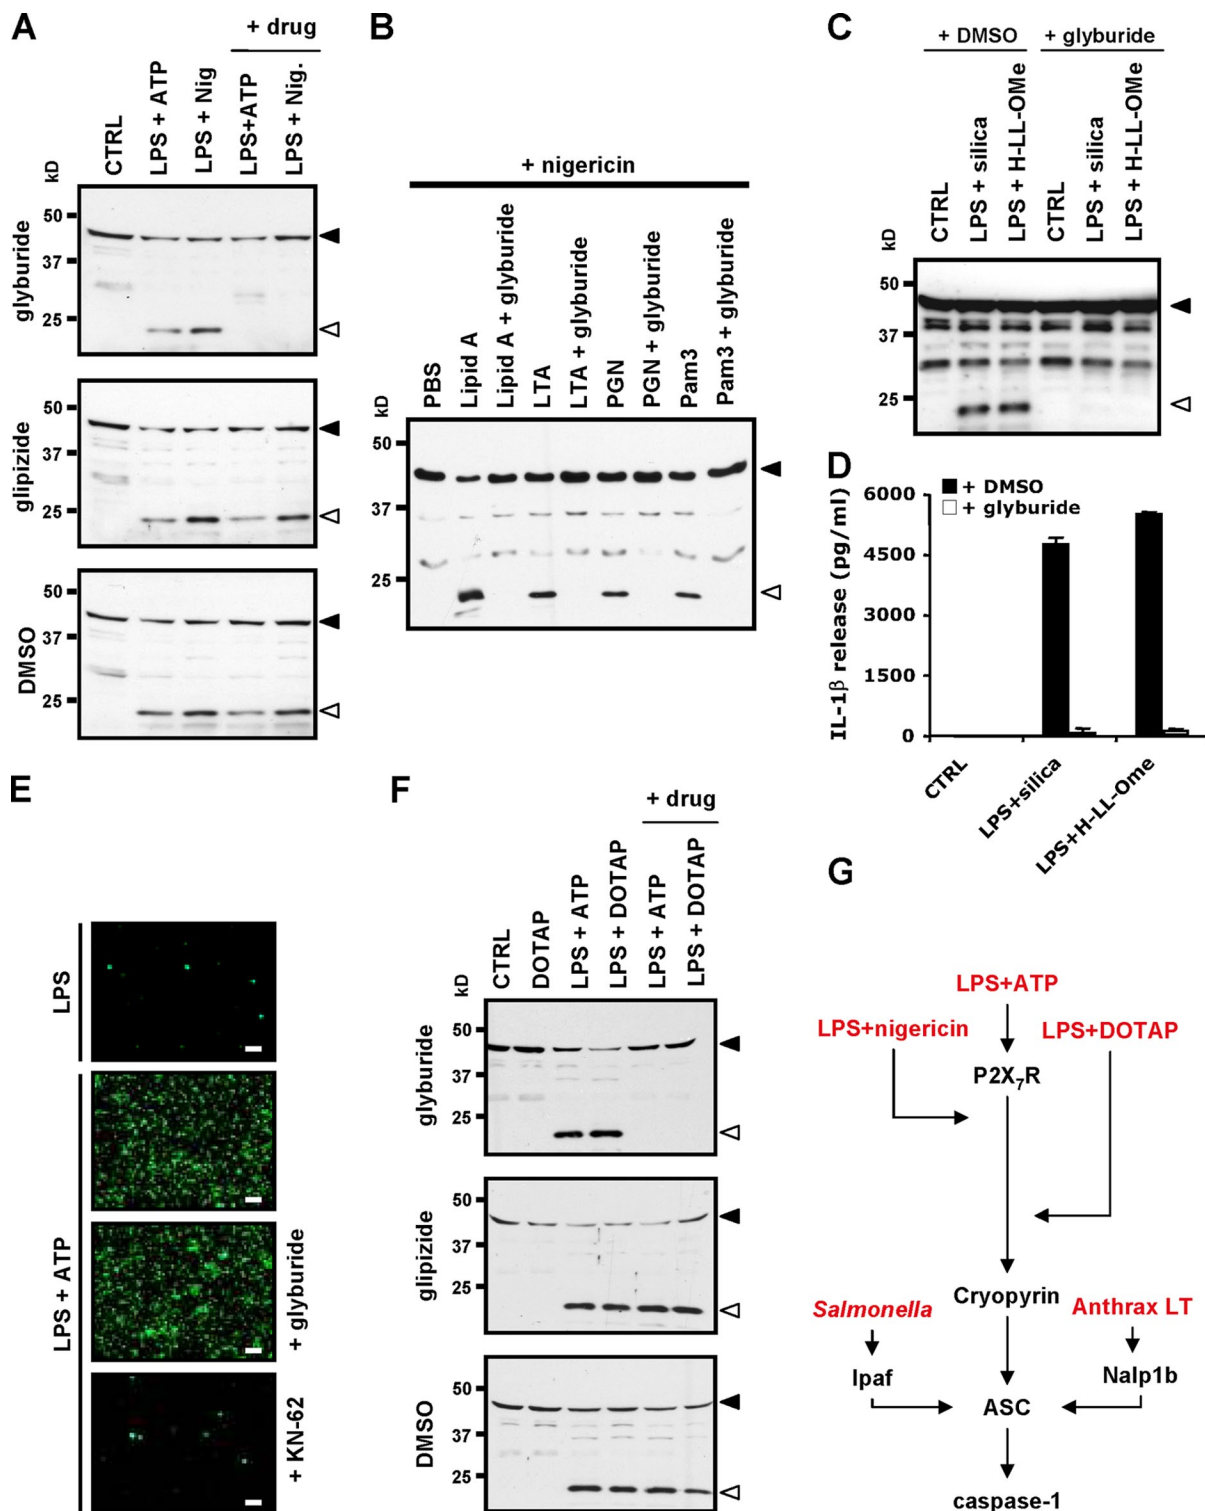 A
+ drug
CTRL
LPS + ATP
LPS + Nig
LPS+ATP
LPS + Nig.
kD
glyburide
50
37
25
glipizide
50
37
25
DMSO
50
37
25
B
+ nigericin
PBS
Lipid A
Lipid A + glyburide
LTA
LTA + glyburide
PGN
PGN + glyburide
Pam3
Pam3 + glyburide
kD
50
37
25
C
+ DMSO
+ glyburide
CTRL
LPS + silica
LPS + H-LL-OMe
CTRL
LPS + silica
LPS + H-LL-OMe
kD
50
37
25
D
IL-1β release (pg/ml)
6000
4500
3000
1500
0
+ DMSO
+ glyburide
CTRL
LPS+silica
LPS+H-LL-Ome
E
LPS
LPS + ATP
+ glyburide
+ KN-62
F
+ drug
CTRL
DOTAP
LPS + ATP
LPS + DOTAP
LPS + ATP
LPS + DOTAP
kD
glyburide
50
37
25
glipizide
50
37
25
DMSO
50
37
25
G
LPS+ATP
LPS+nigericin
LPS+DOTAP
P2X₇R
Cryopyrin
Salmonella
Anthrax LT
Ipaf
Nalp1b
ASC
caspase-1